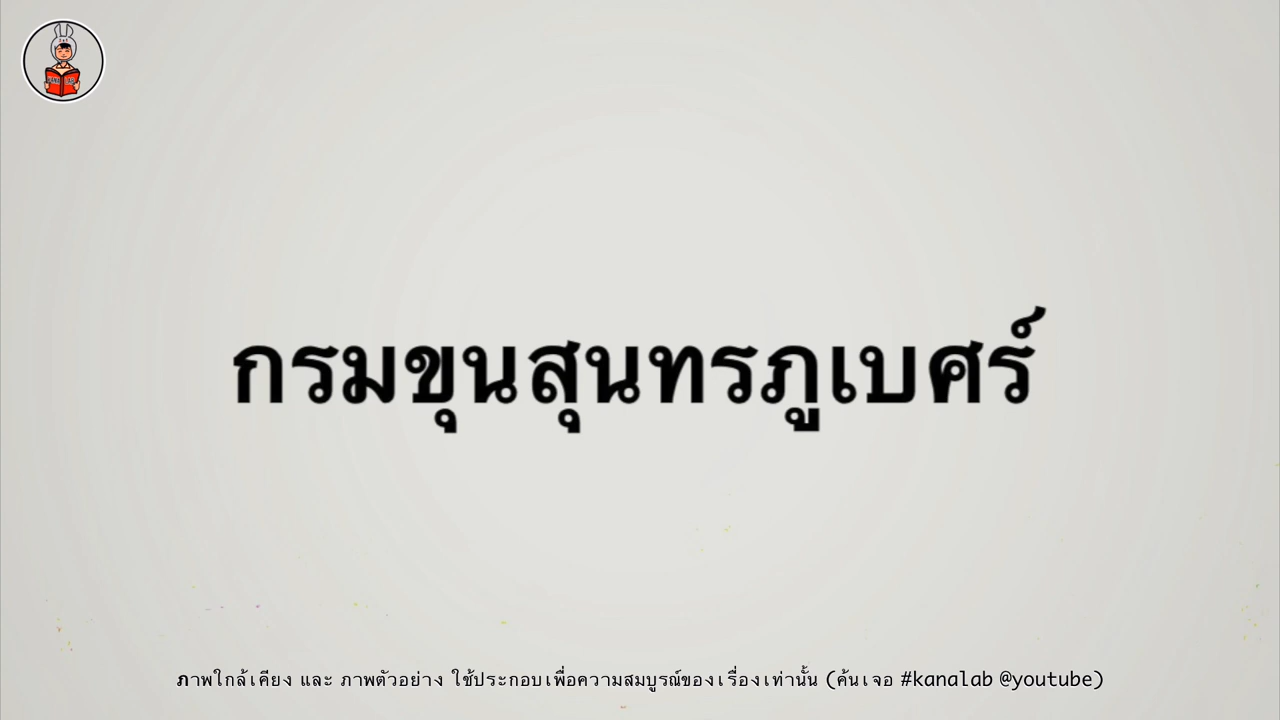 กรมขุนสุนทรภูเบศร์
ภาพใกล้เคียง และ ภาพตัวอย่าง ใช้ประกอบเพื่อความสมบูรณ์ของเรื่องเท่านั้น (ค้นเจอ #kanalab @youtube)